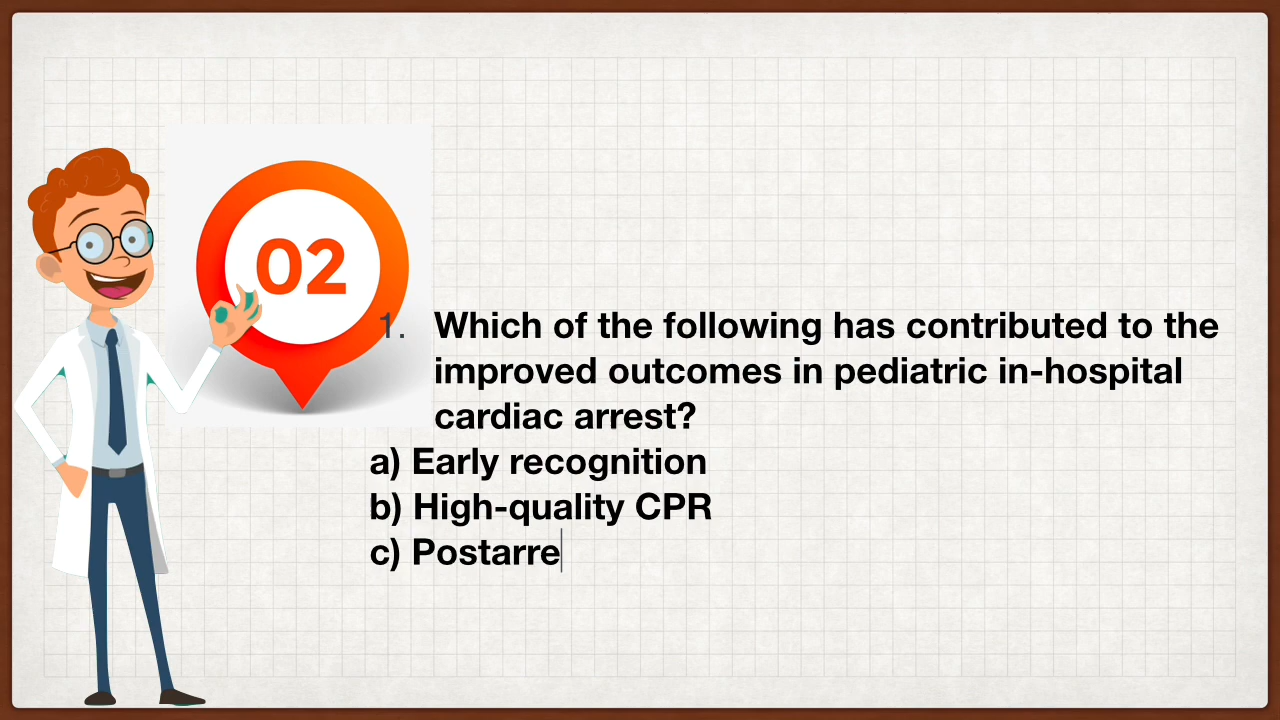 02
1. Which of the following has contributed to the
improved outcomes in pediatric in-hospital
cardiac arrest?
a) Early recognition
b) High-quality CPR
c) Postarre